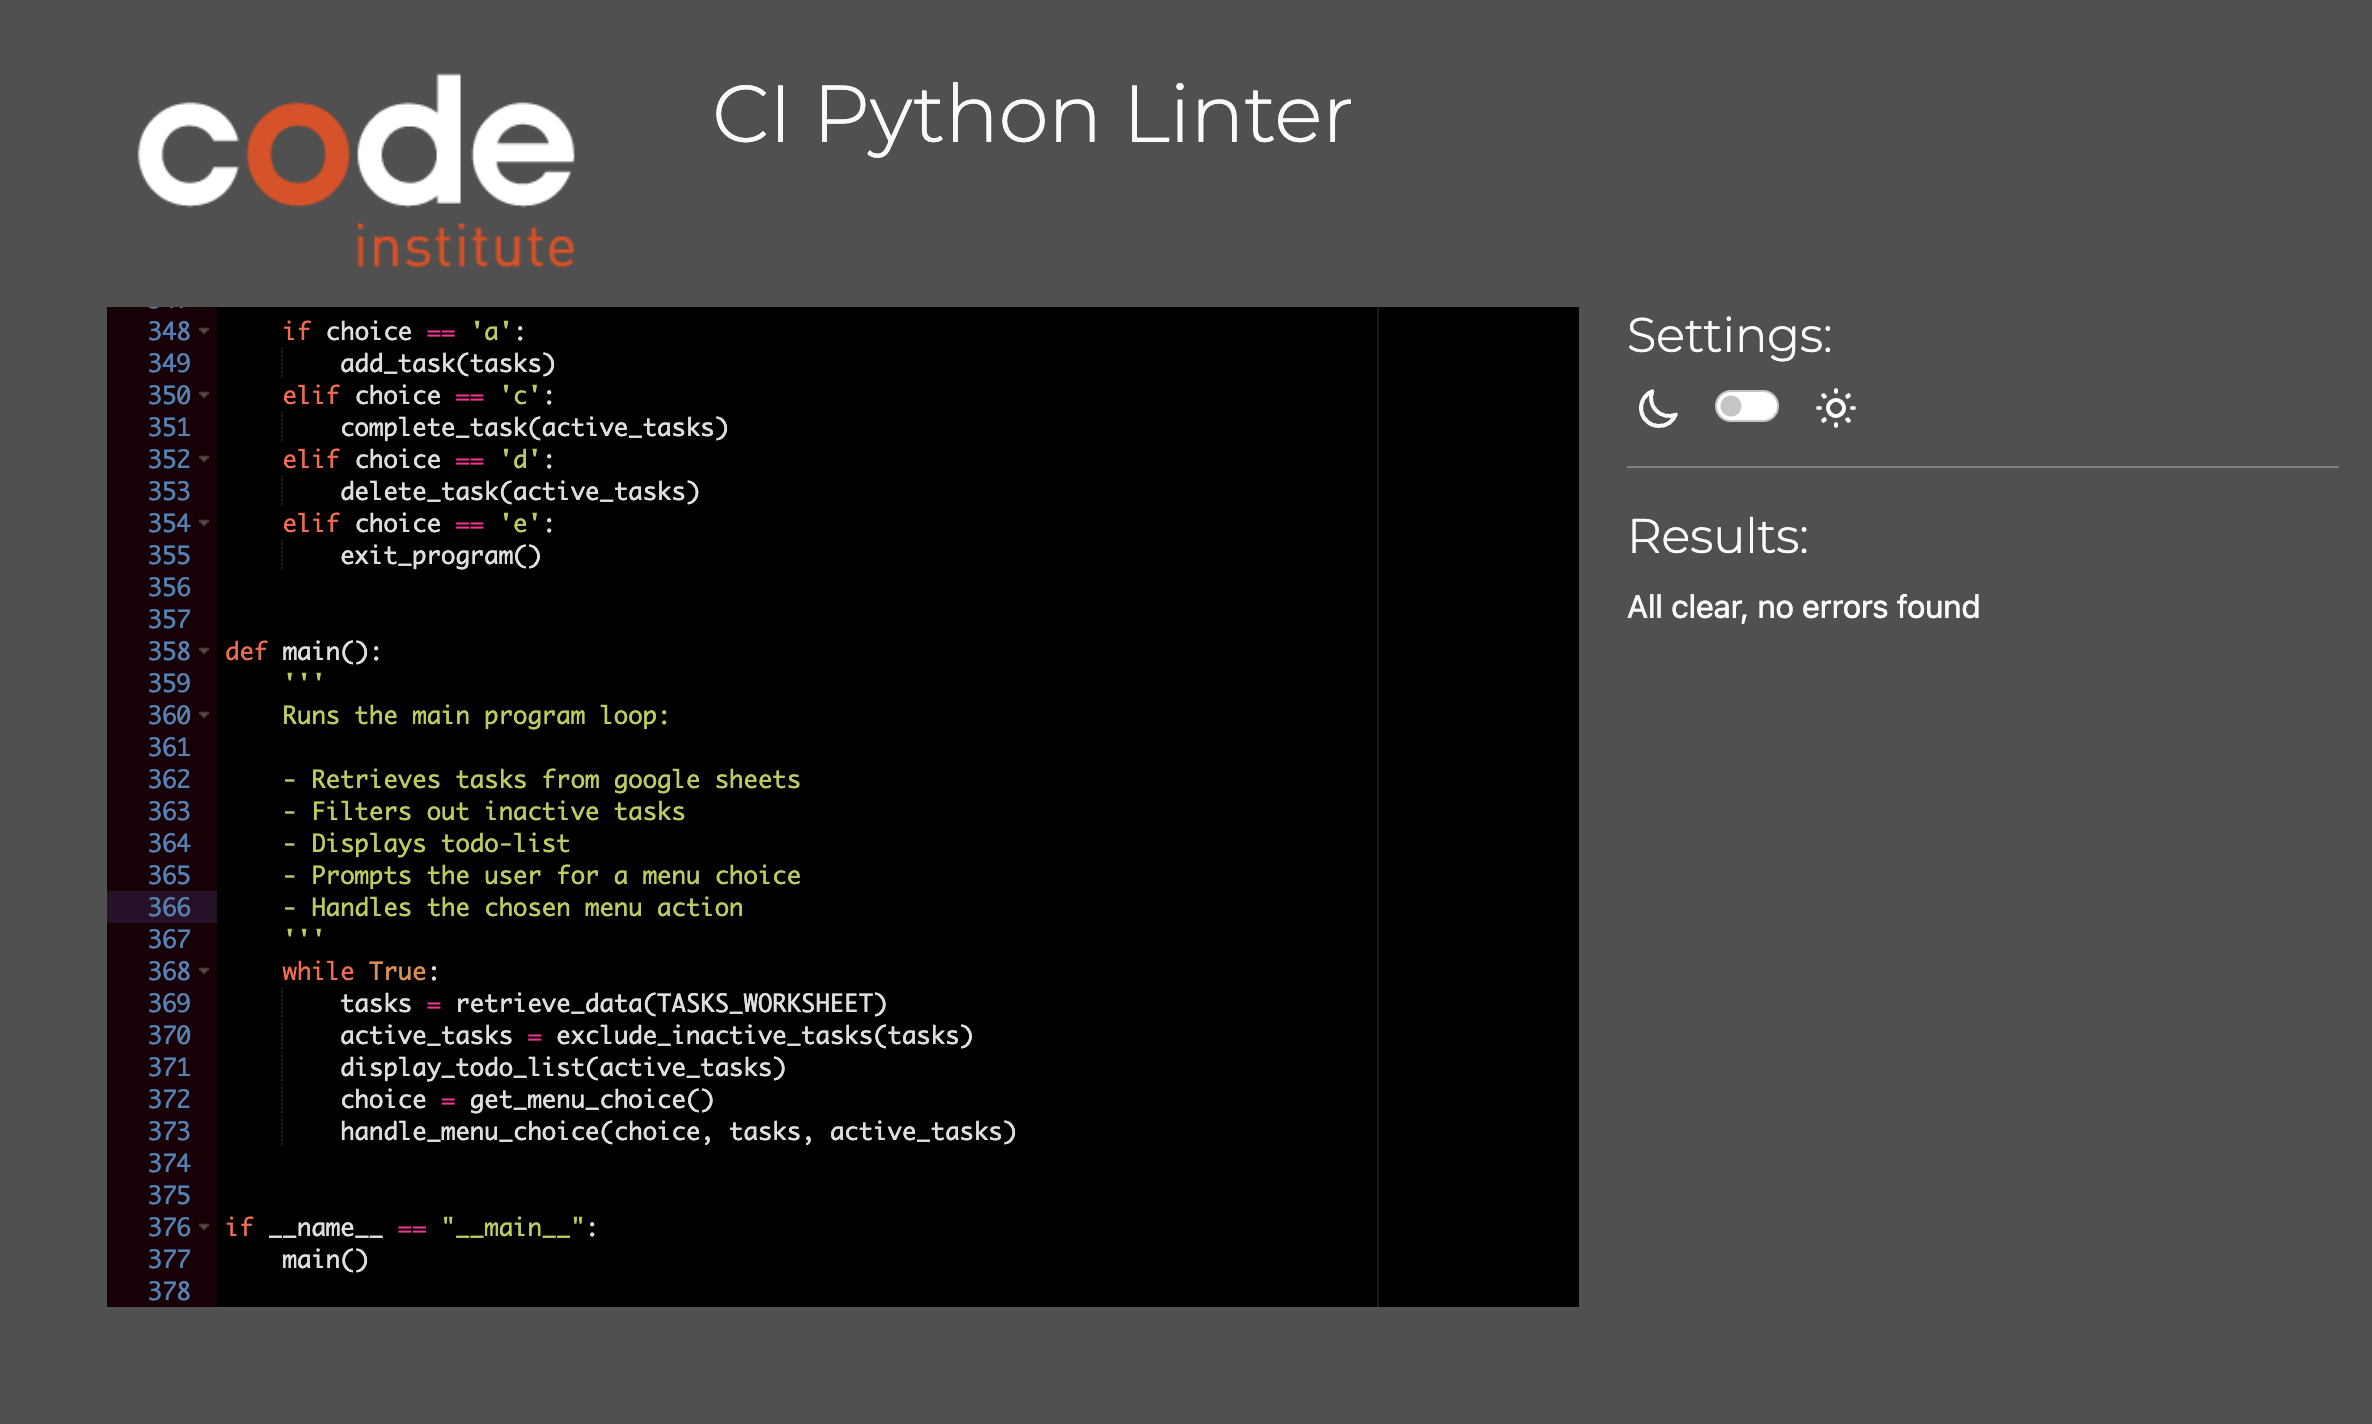 code
institute
CI Python Linter
348 if choice == 'a':
349 add_task(tasks)
350 elif choice == 'c':
351 complete_task(active_tasks)
352 elif choice == 'd':
353 delete_task(active_tasks)
354 elif choice == 'e':
355 exit_program()
356
357
358 def main():
359 '''
360 Runs the main program loop:
361
362 - Retrieves tasks from google sheets
363 - Filters out inactive tasks
364 - Displays todo-list
365 - Prompts the user for a menu choice
366 - Handles the chosen menu action
367 '''
368 while True:
369 tasks = retrieve_data(TASKS_WORKSHEET)
370 active_tasks = exclude_inactive_tasks(tasks)
371 display_todo_list(active_tasks)
372 choice = get_menu_choice()
373 handle_menu_choice(choice, tasks, active_tasks)
374
375
376 if __name__ == "__main__":
377 main()
378
Settings:
Results:
All clear, no errors found